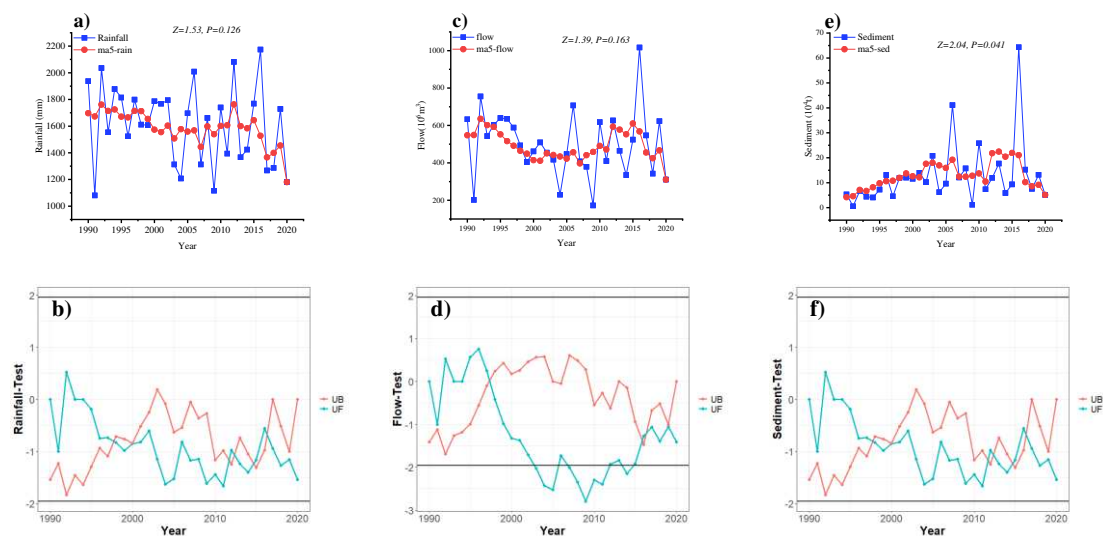 a)
Z=1.53, P=0.126
Rainfall
ma5-rain
2200
2000
1800
1600
1400
1200
1000
Rainfall (mm)
1990 1995 2000 2005 2010 2015 2020
Year
c)
Z=1.39, P=0.163
flow
ma5-flow
1000
800
600
400
200
Flow(10⁶ m³)
1990 1995 2000 2005 2010 2015 2020
Year
e)
Z=2.04, P=0.041
Sediment
ma5-sed
70
60
50
40
30
20
10
0
Sediment (10⁴t)
1990 1995 2000 2005 2010 2015 2020
Year
b)
2
1
0
-1
-2
Rainfall-Test
UB
UF
1990 2000 2010 2020
Year
d)
2
1
0
-1
-2
-3
Flow-Test
UB
UF
1990 2000 2010 2020
Year
f)
2
1
0
-1
-2
Sediment-Test
UB
UF
1990 2000 2010 2020
Year